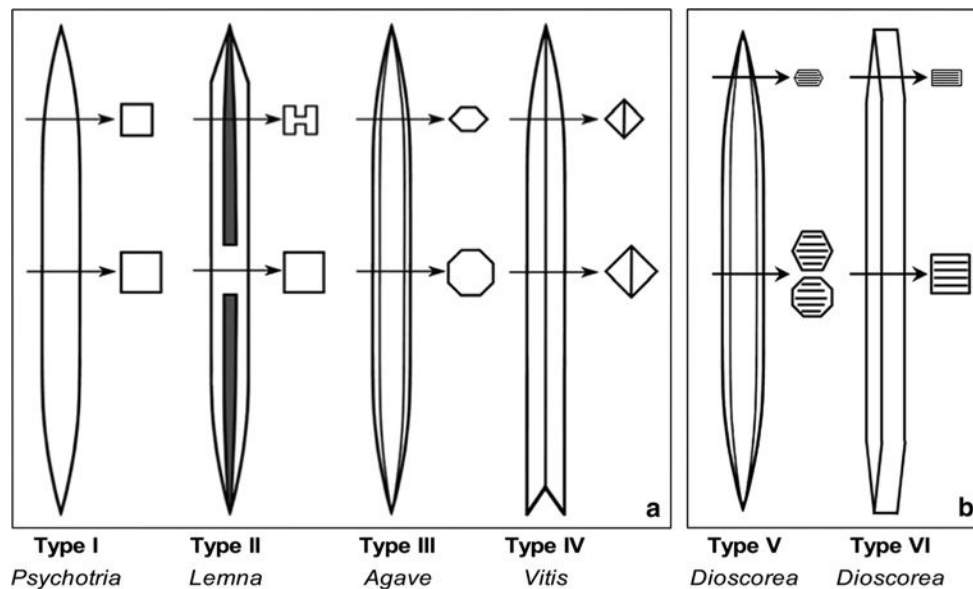 a
b
Type I Type II Type III Type IV Type V Type VI
Psychotria Lemna Agave Vitis Dioscorea Dioscorea